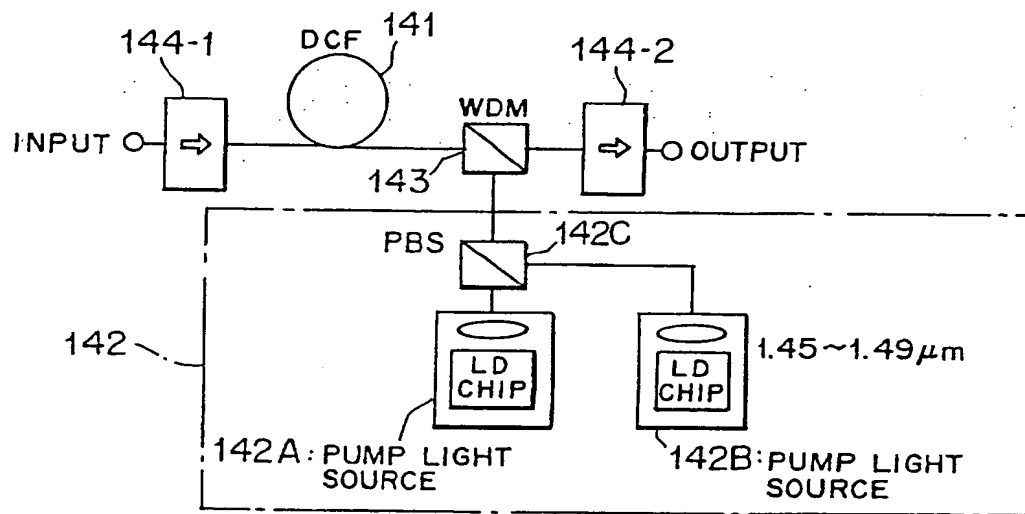 144-1
DCF
141
144-2
WDM
INPUT
⇒
⇒
OUTPUT
143
PBS
142C
142
LD
CHIP
LD
CHIP
1.45~1.49μm
142A: PUMP LIGHT
SOURCE
142B: PUMP LIGHT
SOURCE